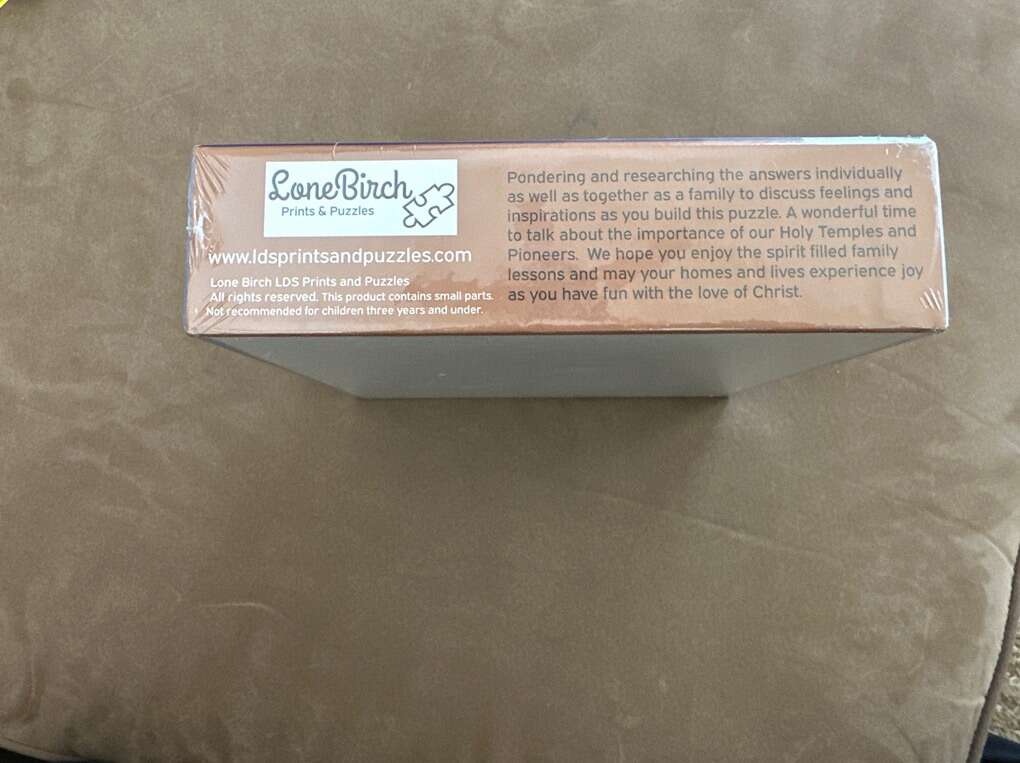 LoneBirch
Prints & Puzzles
www.ldsprintsandpuzzles.com
Lone Birch LDS Prints and Puzzles
All rights reserved. This product contains small parts.
Not recommended for children three years and under.
Pondering and researching the answers individually
as well as together as a family to discuss feelings and
inspirations as you build this puzzle. A wonderful time
to talk about the importance of our Holy Temples and
Pioneers. We hope you enjoy the spirit filled family
lessons and may your homes and lives experience joy
as you have fun with the love of Christ.